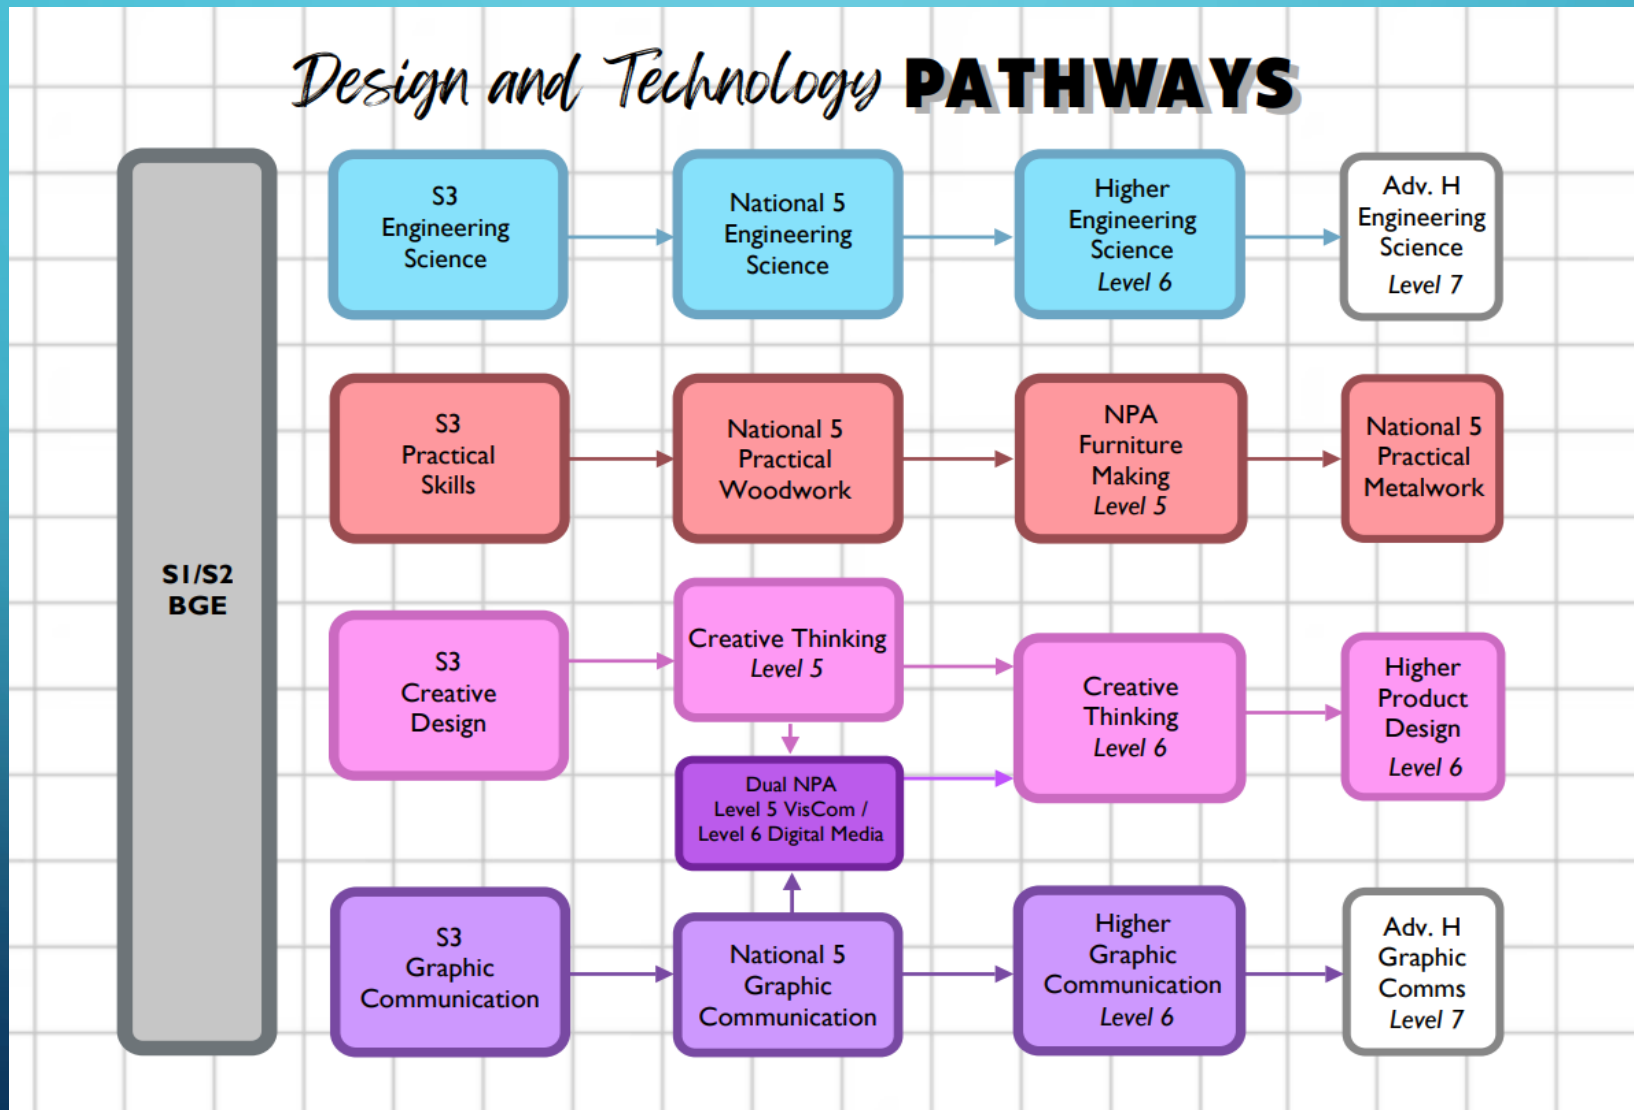 Design and Technology PATHWAYS
S1/S2
BGE
S3
Engineering
Science
National 5
Engineering
Science
Higher
Engineering
Science
Level 6
Adv. H
Engineering
Science
Level 7
S3
Practical
Skills
National 5
Practical
Woodwork
NPA
Furniture
Making
Level 5
National 5
Practical
Metalwork
S3
Creative
Design
Creative Thinking
Level 5
Dual NPA
Level 5 VisCom /
Level 6 Digital Media
Creative
Thinking
Level 6
Higher
Product
Design
Level 6
S3
Graphic
Communication
National 5
Graphic
Communication
Higher
Graphic
Communication
Level 6
Adv. H
Graphic
Comms
Level 7